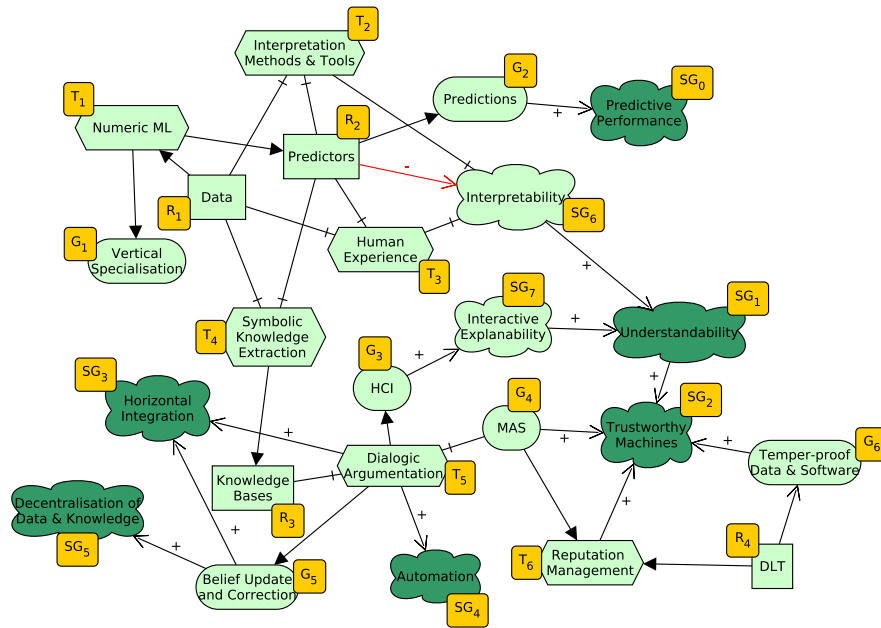 T2
Interpretation
Methods & Tools
G2
SG0
Predictions
Predictive
Performance
T1
Numeric ML
R2
Predictors
+
-
Data
R1
Interpretability
SG6
G1
Vertical
Specialisation
Human
Experience
T3
+
SG7
SG1
T4
Symbolic
Knowledge
Extraction
Interactive
Explanability
+
Understandability
G3
+
HCI
SG3
Horizontal
Integration
+
G4
MAS
+
SG2
Trustworthy
Machines
+
G6
Temper-proof
Data & Software
+
Dialogic
Argumentation
T5
Knowledge
Bases
R3
Decentralisation of
Data & Knowledge
SG5
+
+
+
+
Belief Update
and Correction
G5
Automation
SG4
T6
Reputation
Management
R4
DLT